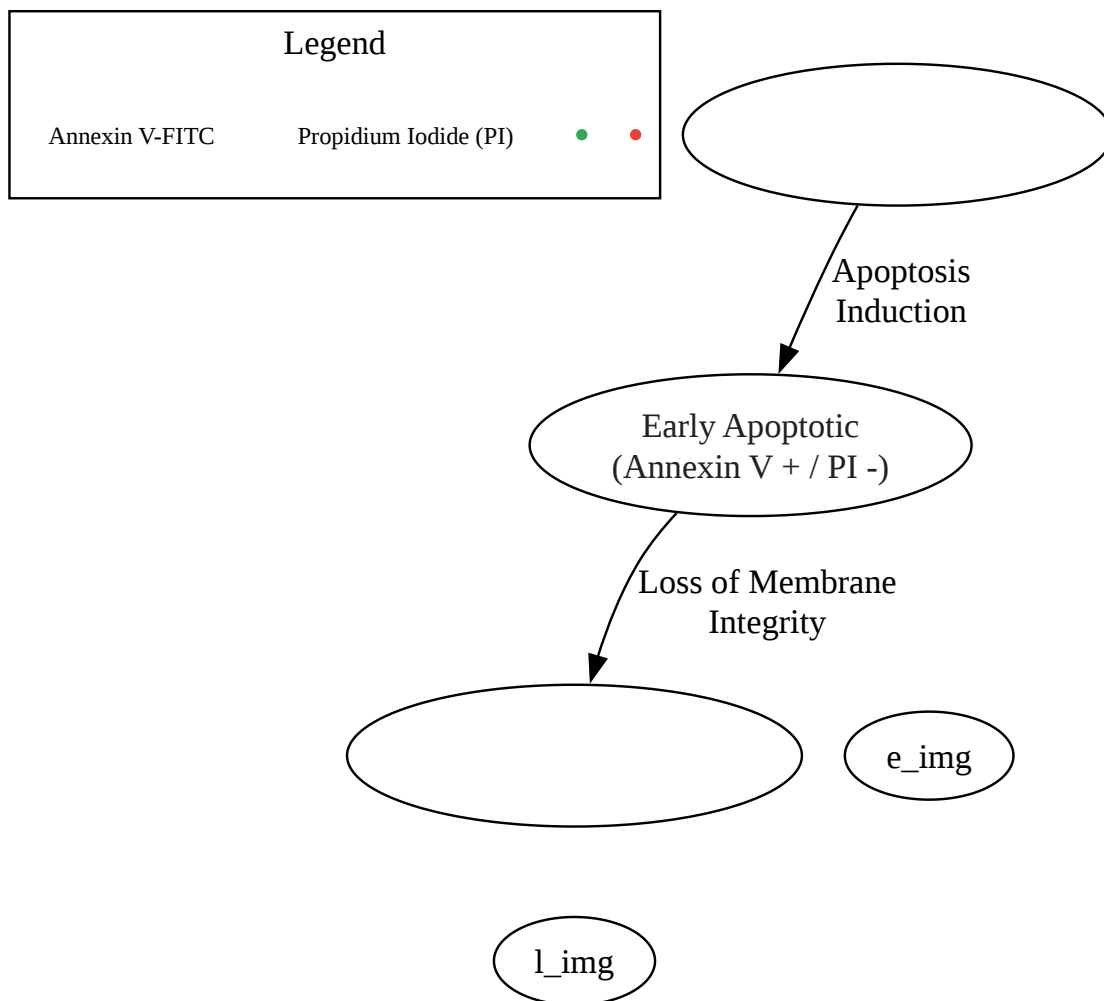 Legend
Annexin V-FITC
Propidium Iodide (PI)
Apoptosis
Induction
Early Apoptotic
(Annexin V + / PI -)
Loss of Membrane
Integrity
e_img
l_img